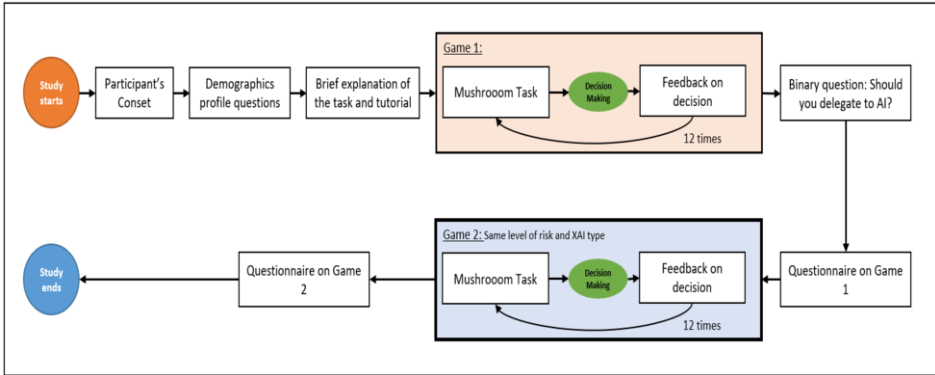 Study
starts
Participant's
Conset
Demographics
profile questions
Brief explanation of
the task and tutorial
Game 1:
Mushrooom Task
Decision
Making
Feedback on
decision
12 times
Binary question: Should
you delegate to AI?
Questionnaire on Game
1
Game 2: Same level of risk and XAI type
Mushrooom Task
Decision
Making
Feedback on
decision
12 times
Questionnaire on Game
2
Study
ends